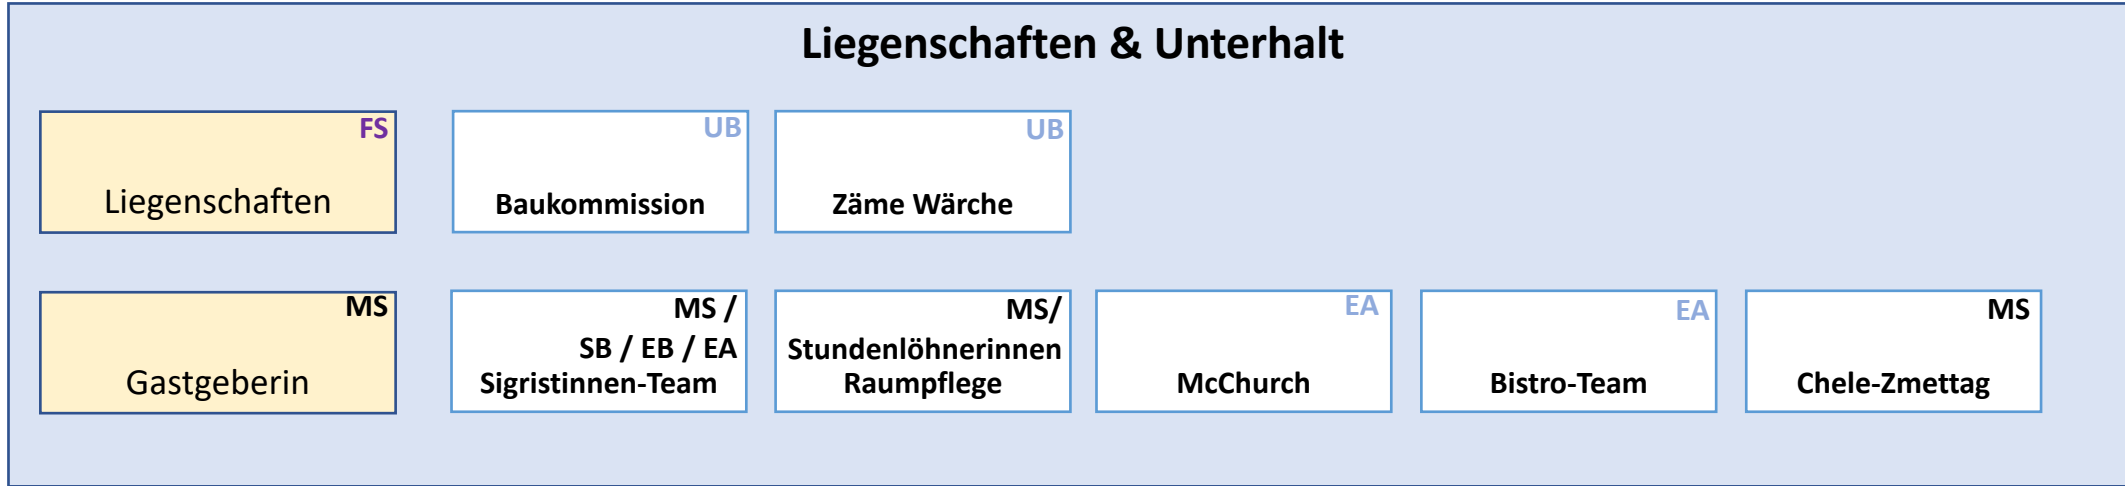 Liegenschaften & Unterhalt
FS
Liegenschaften
UB
Baukommission
UB
Zäme Wärche
MS
Gastgeberin
MS /
SB / EB / EA
Sigristinnen-Team
MS/
Stundenlöhnerinnen
Raumpflege
EA
McChurch
EA
Bistro-Team
MS
Chele-Zmettag